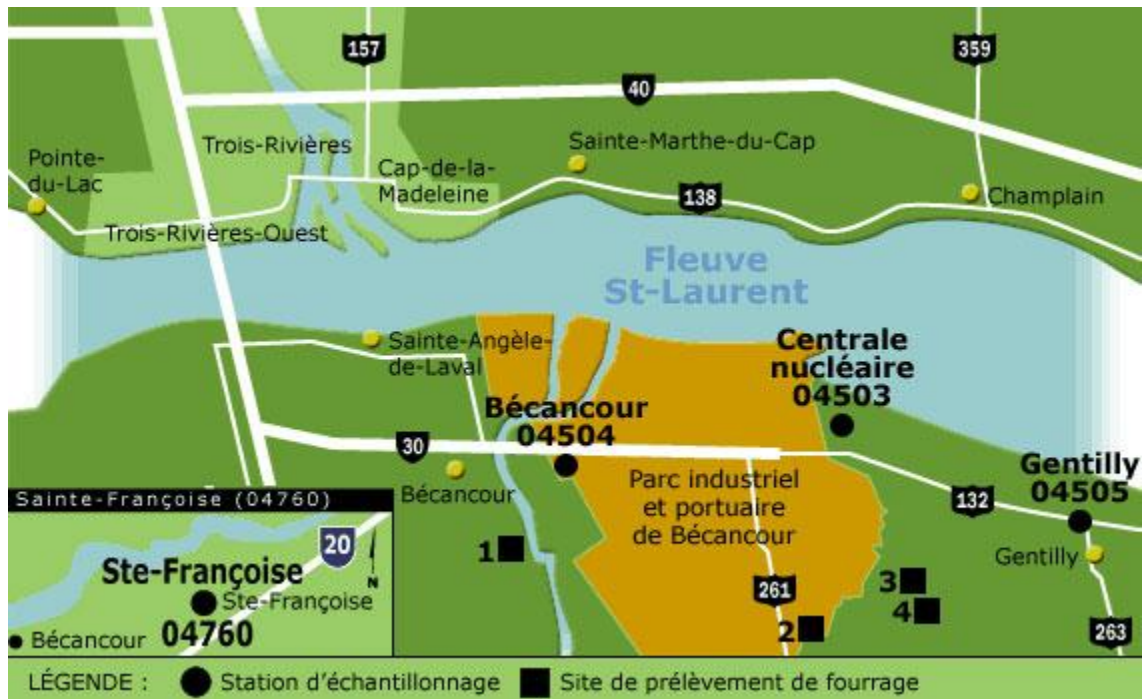 157
359
40
Trois-Rivières
Sainte-Marthe-du-Cap
Pointe-
du-Lac
Cap-de-la-
Madeleine
138
Champlain
Trois-Rivières-Ouest
Fleuve
St-Laurent
Sainte-Angèle-
de-Laval
Centrale
nucléaire
04503
Bécancour
04504
30
Bécancour
Parc industriel
et portuaire
de Bécancour
Gentilly
04505
132
Gentilly
Sainte-Françoise (04760)
20
N
Ste-Françoise
Ste-Françoise
04760
Bécancour
1
2
3
4
261
263
LÉGENDE : Station d'échantillonnage Site de prélèvement de fourrage